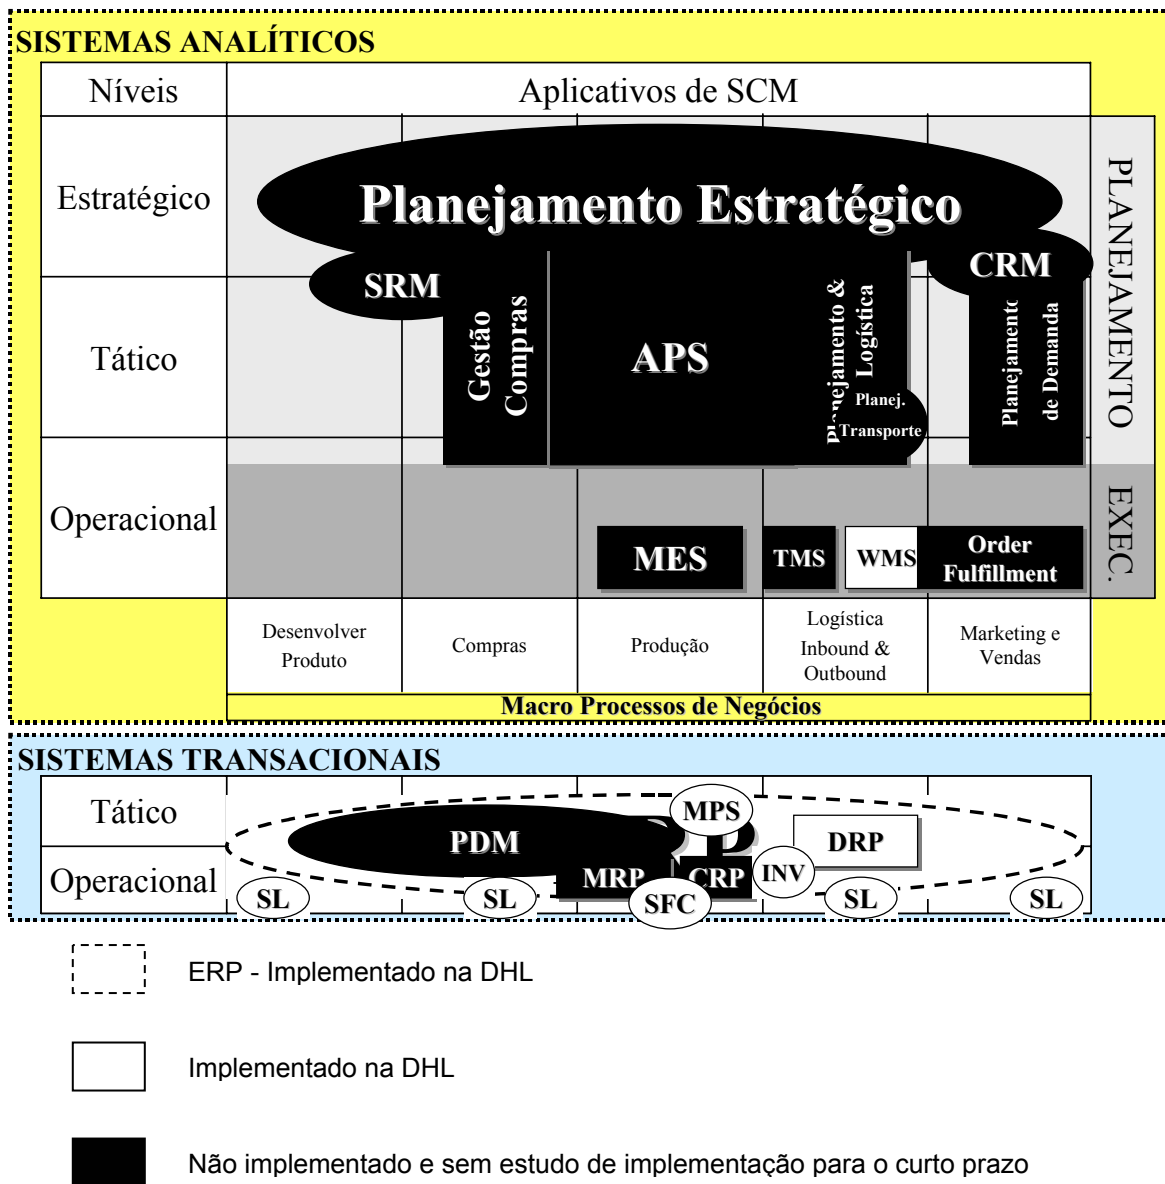 SISTEMAS ANALÍTICOS
Níveis
Aplicativos de SCM
Estratégico
Planejamento Estratégico
SRM
CRM
Tático
Gestão
Compras
APS
Logística
Planej.
Transporte
Planejamento
de Demanda
PLANEJAMENTO
Operacional
MES
TMS
WMS
Order
Fulfillment
EXEC.
Desenvolver
Produto
Compras
Produção
Logística
Inbound &
Outbound
Marketing e
Vendas
Macro Processos de Negócios
SISTEMAS TRANSACIONAIS
Tático
MPS
PDM
DRP
Operacional
MRP
CRP
INV
SL
SL
SFC
SL
SL
ERP - Implementado na DHL
Implementado na DHL
Não implementado e sem estudo de implementação para o curto prazo